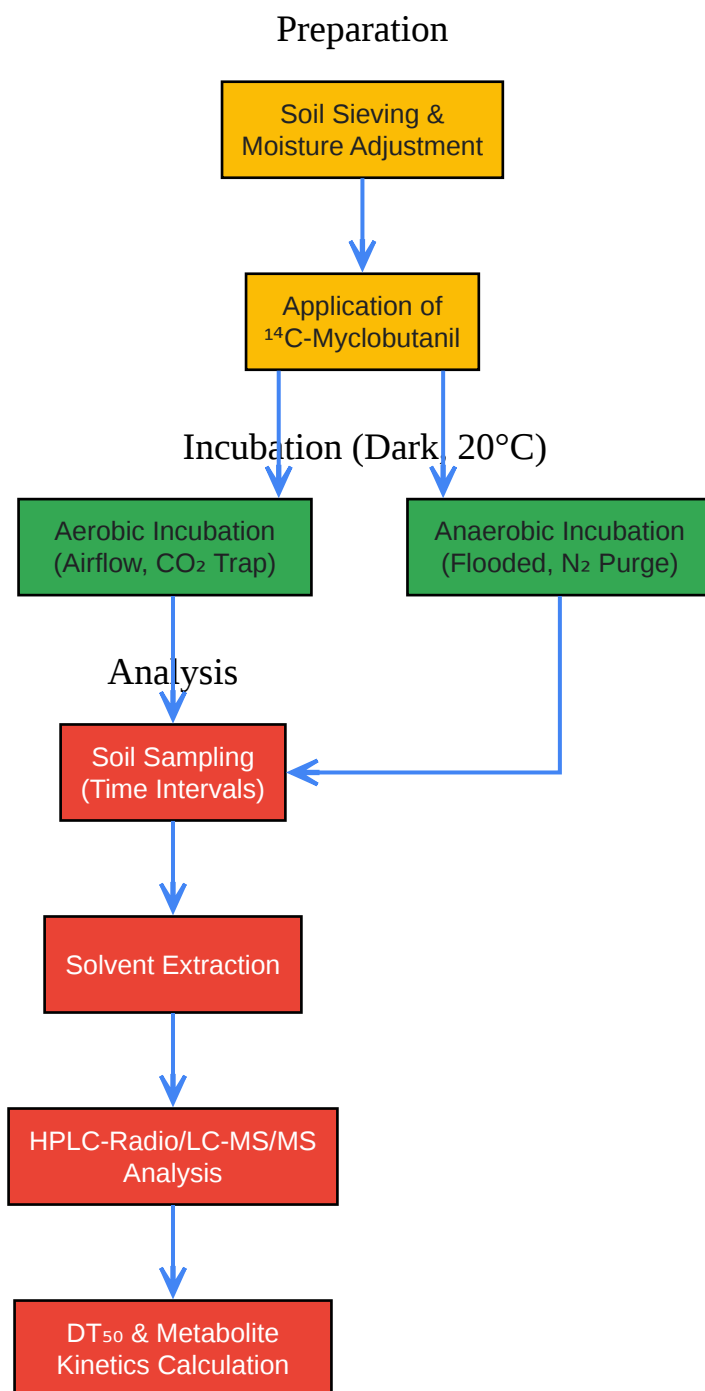 Preparation
Soil Sieving &
Moisture Adjustment
Application of
¹⁴C-Myclobutanil
Incubation (Dark, 20°C)
Aerobic Incubation
(Airflow, CO₂ Trap)
Anaerobic Incubation
(Flooded, N₂ Purge)
Analysis
Soil Sampling
(Time Intervals)
Solvent Extraction
HPLC-Radio/LC-MS/MS
Analysis
DT₅₀ & Metabolite
Kinetics Calculation